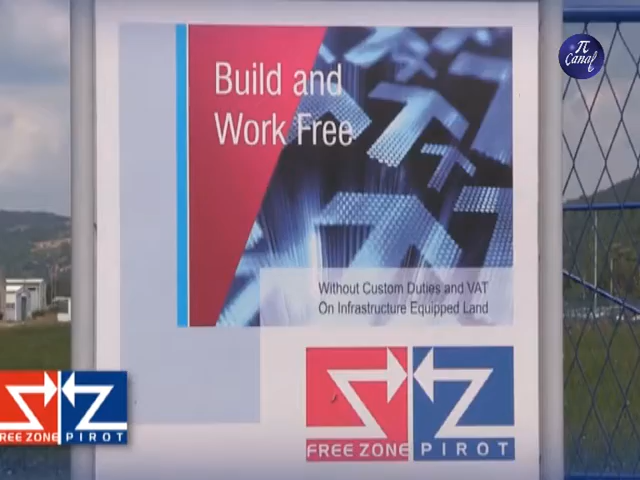 π
Canal
Build and
Work Free
Without Custom Duties and VAT
On Infrastructure Equipped Land
FREE ZONE PIROT
FREE ZONE PIROT